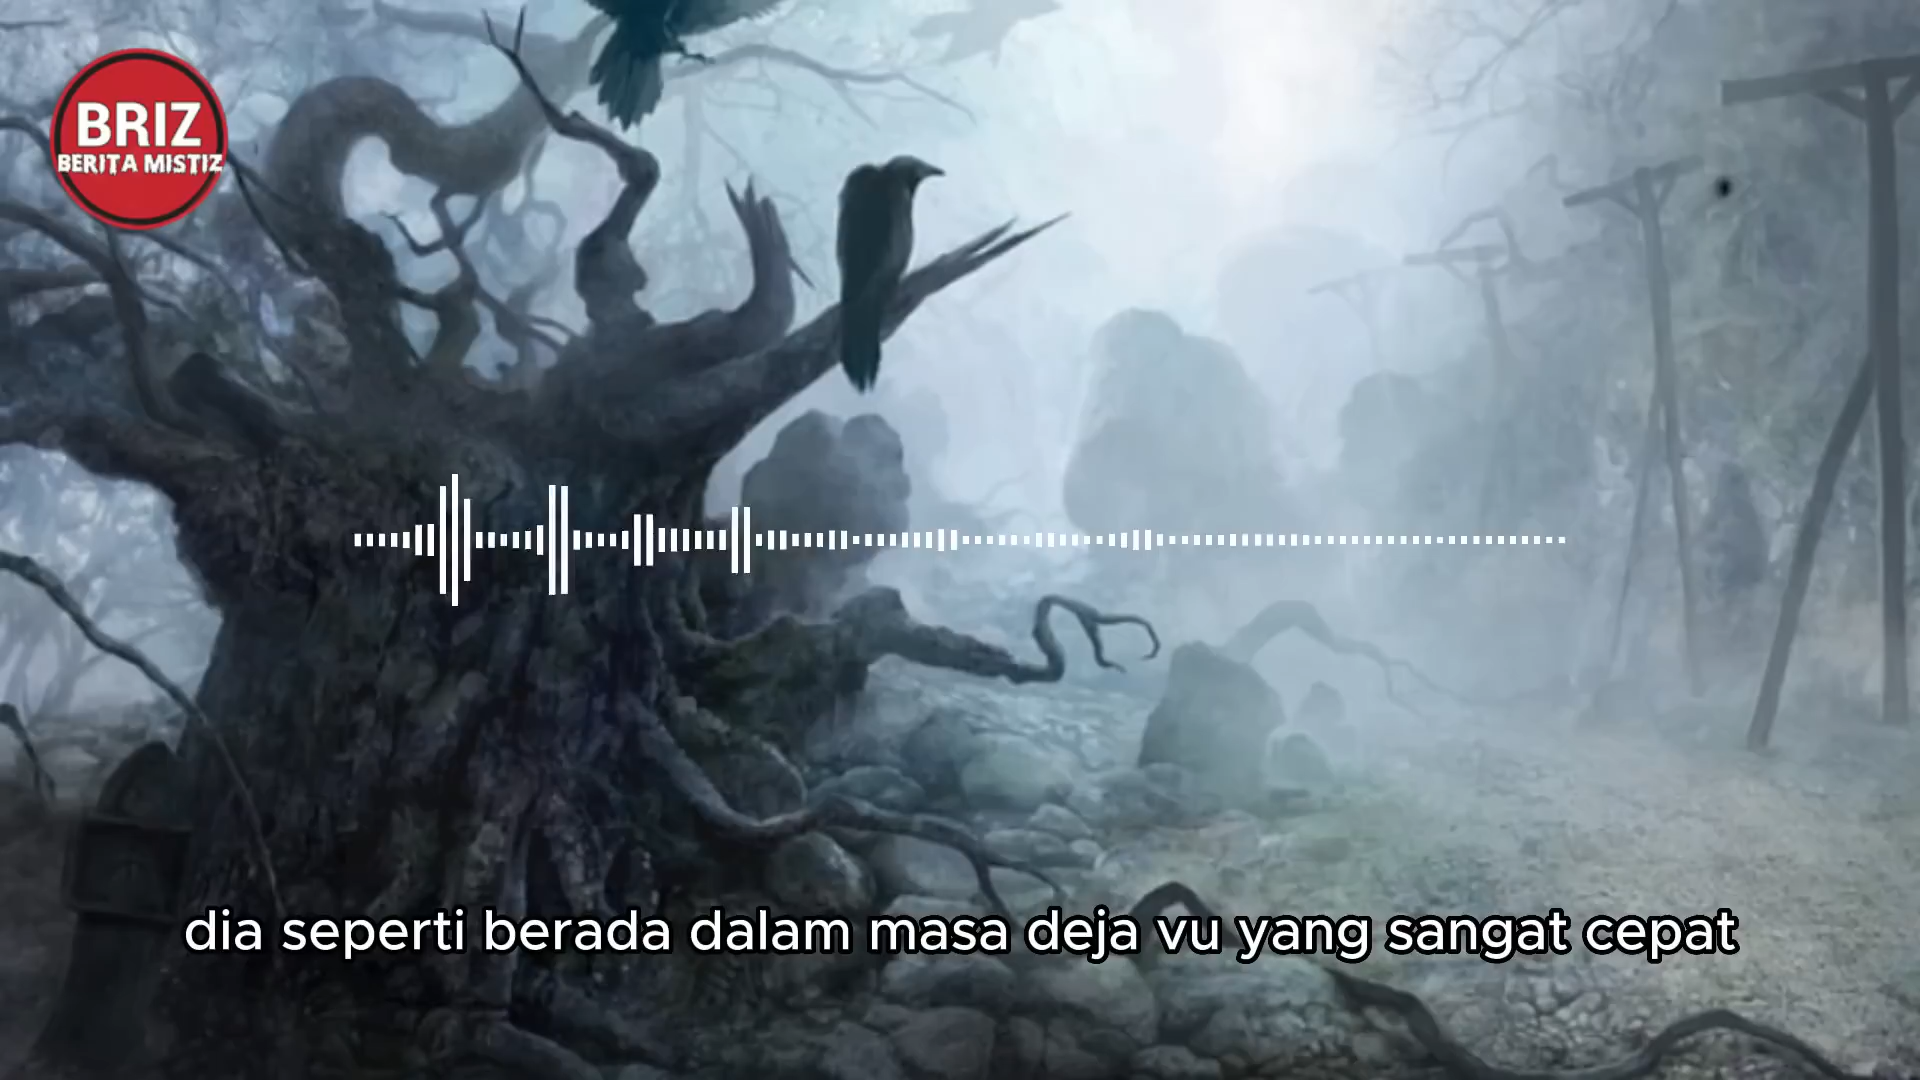 BRIZ
BERITA MISTIZ
dia seperti berada dalam masa deja vu yang sangat cepat